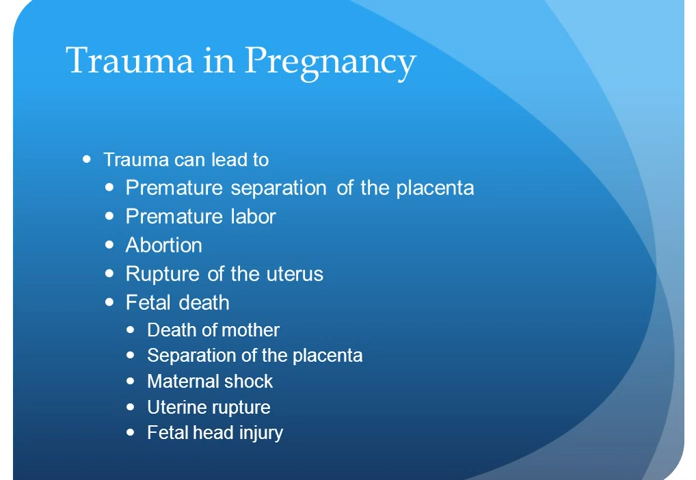 Trauma in Pregnancy
Trauma can lead to
Premature separation of the placenta
Premature labor
Abortion
Rupture of the uterus
Fetal death
Death of mother
Separation of the placenta
Maternal shock
Uterine rupture
Fetal head injury